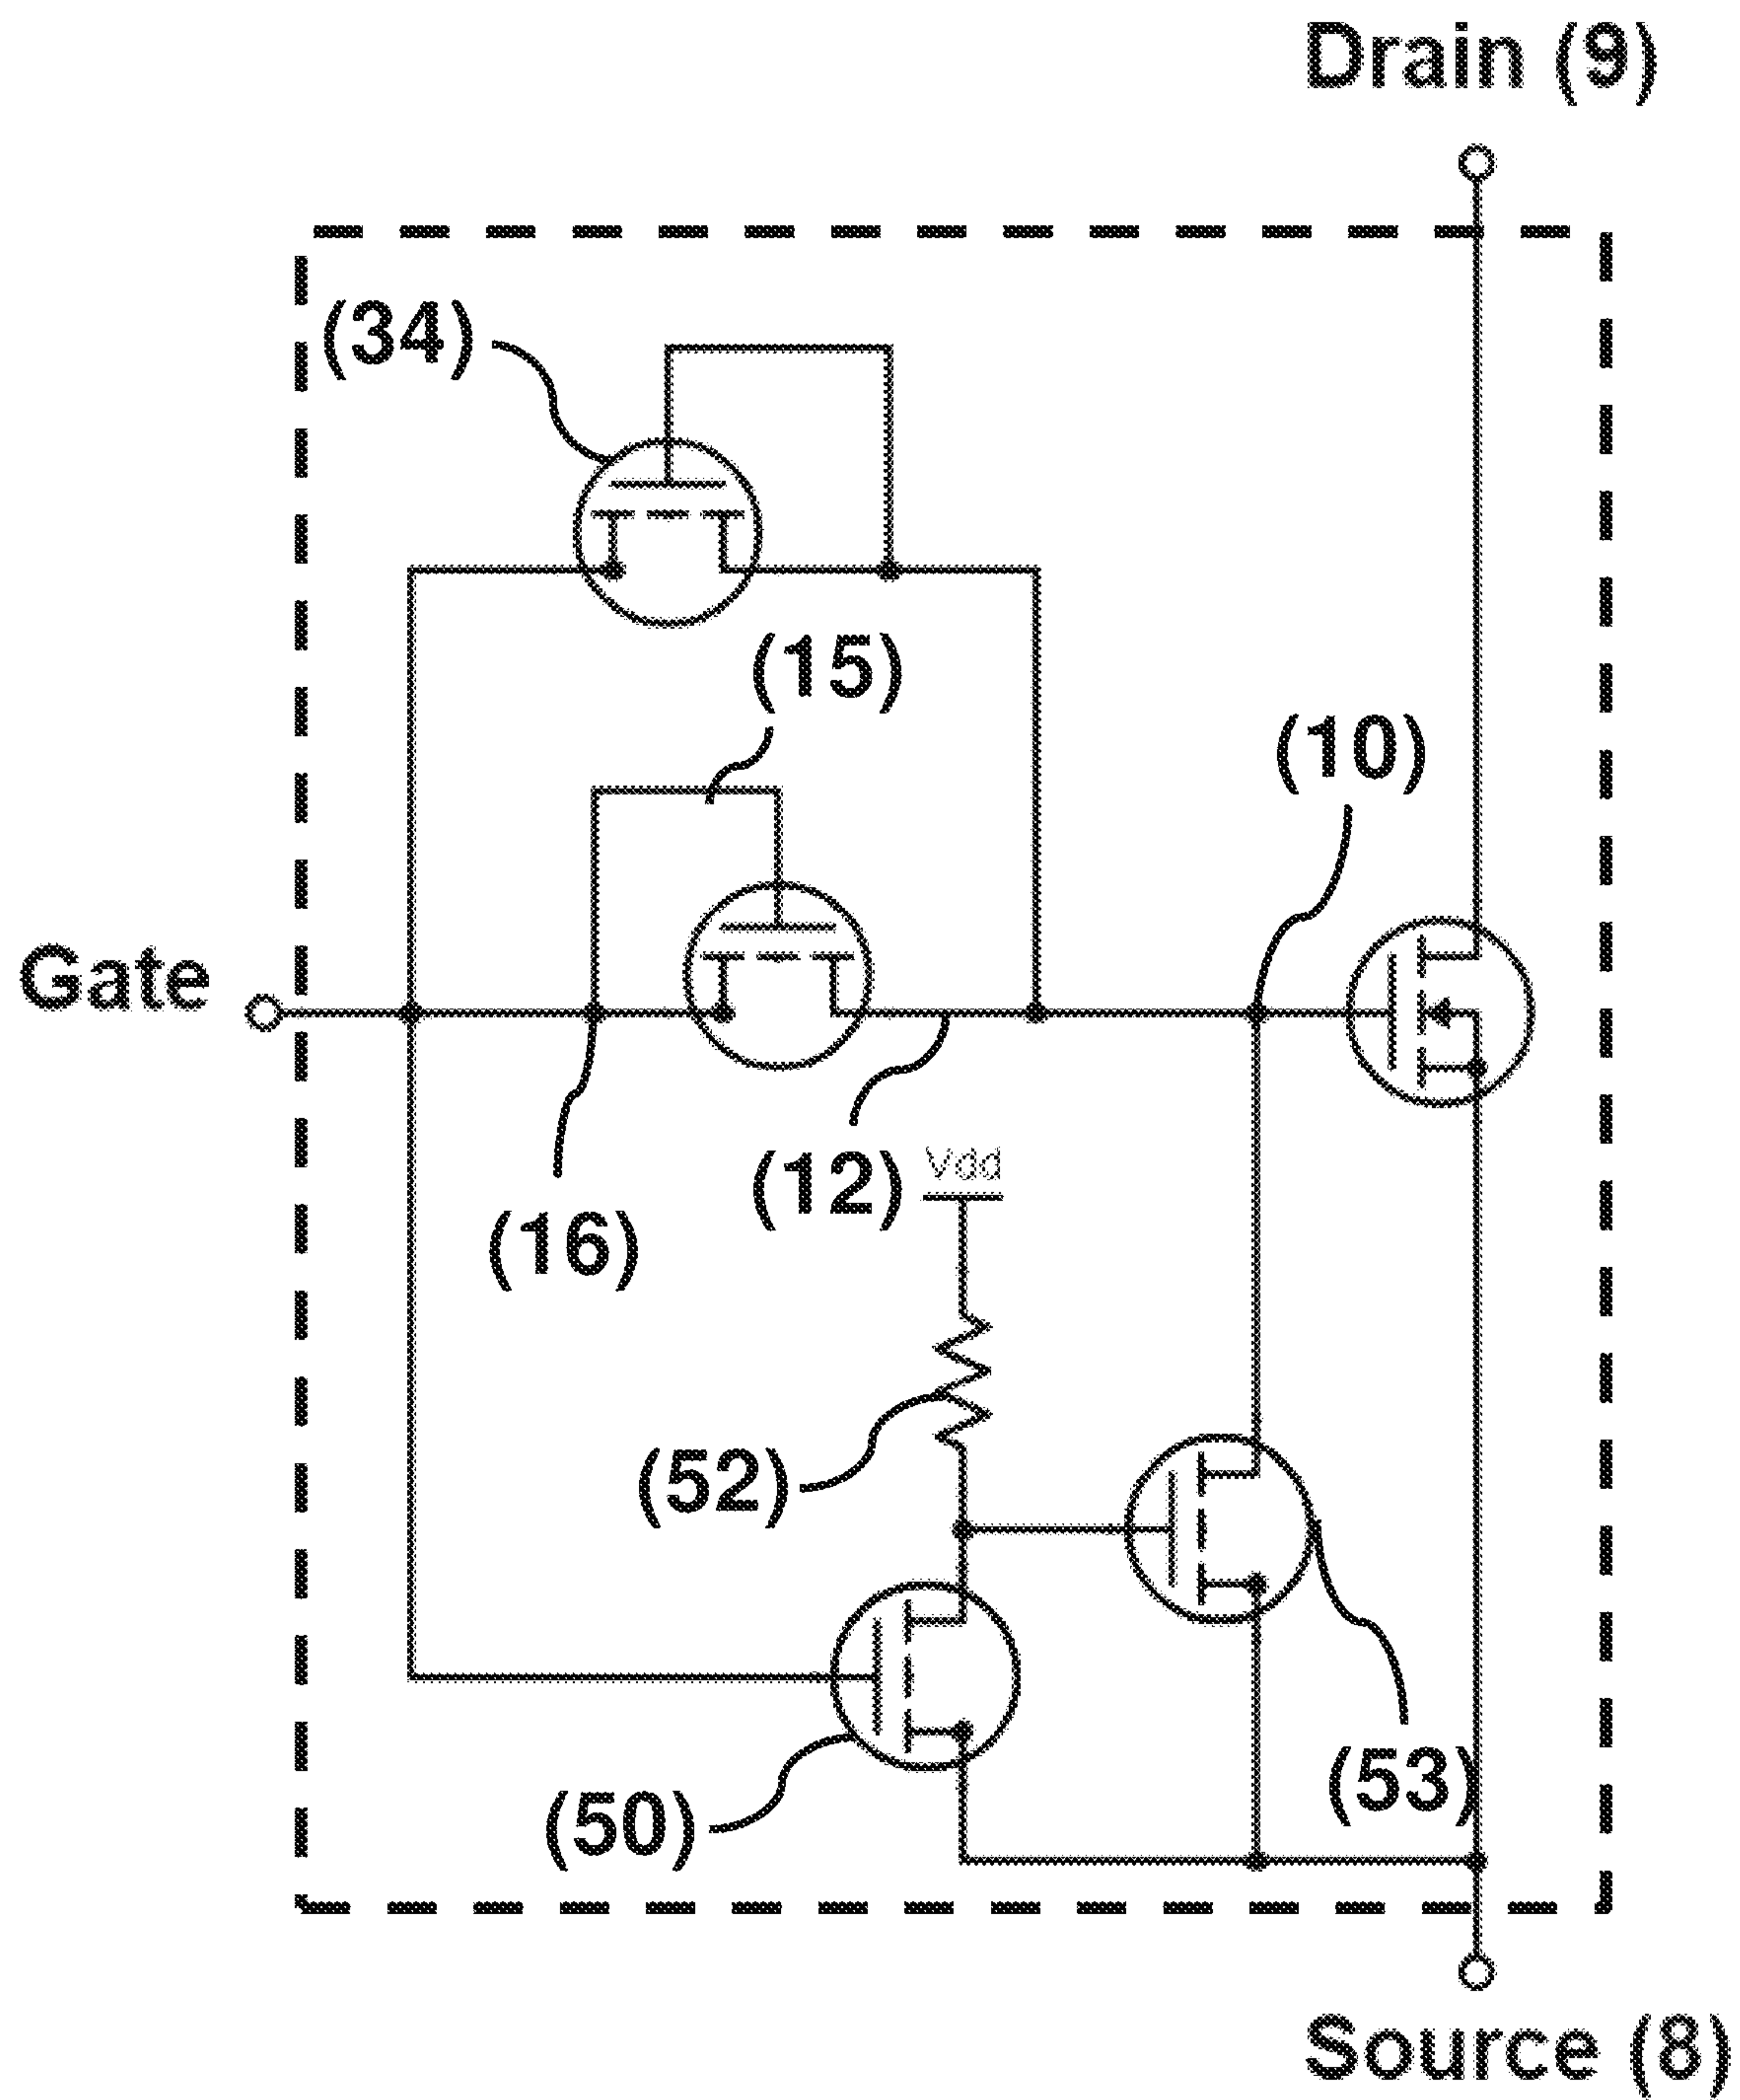 Drain (9)
(34)
(15)
(10)
Gate
(12)
Vdd
(16)
(52)
(53)
(50)
Source (8)